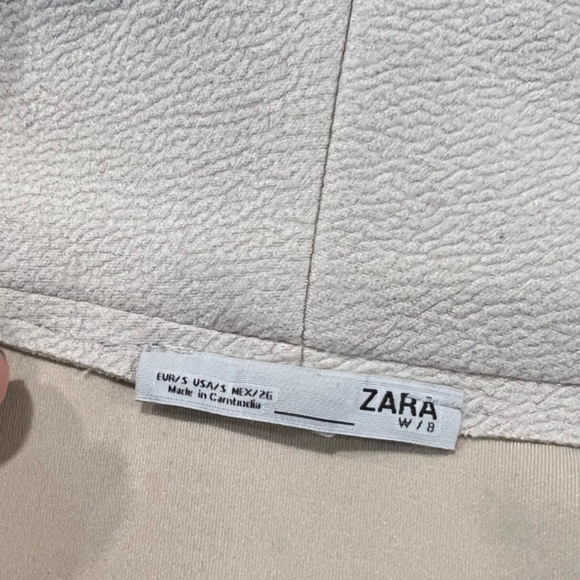 EUR/S USA/S MEX/26
Made in Cambodia
ZARA
W/B